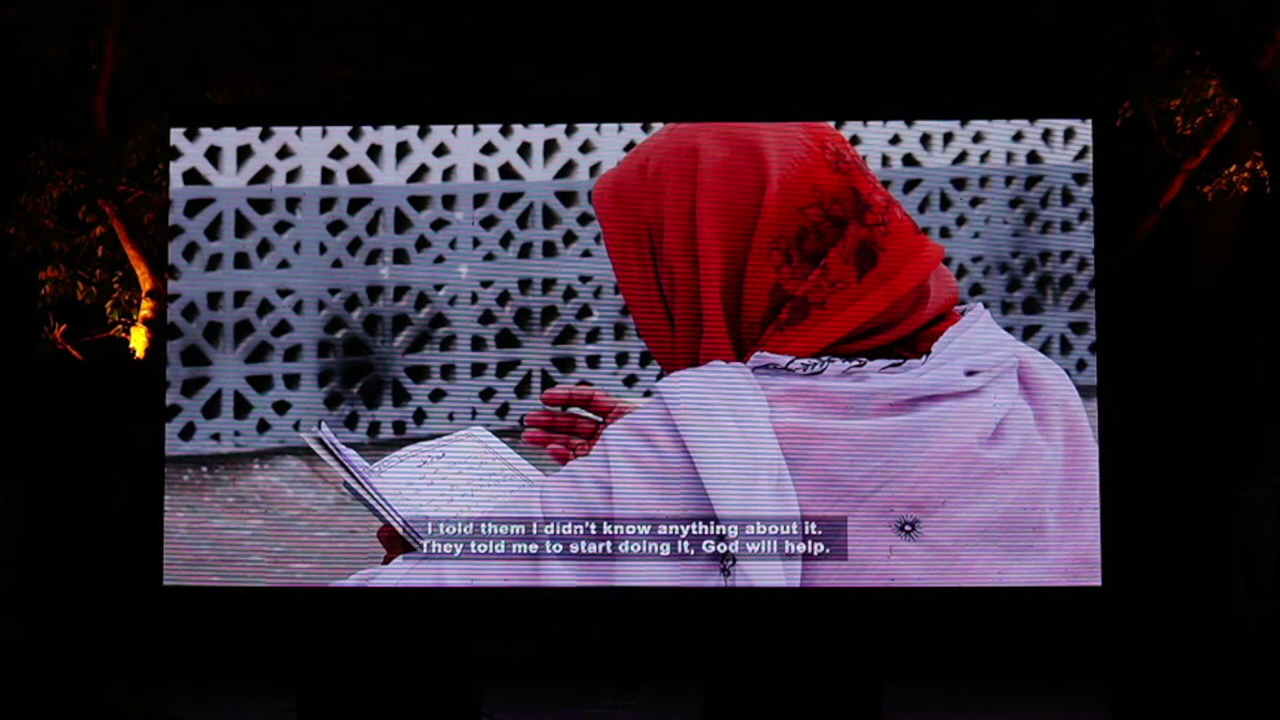 I told them I didn't know anything about it.
They told me to start doing it, God will help.